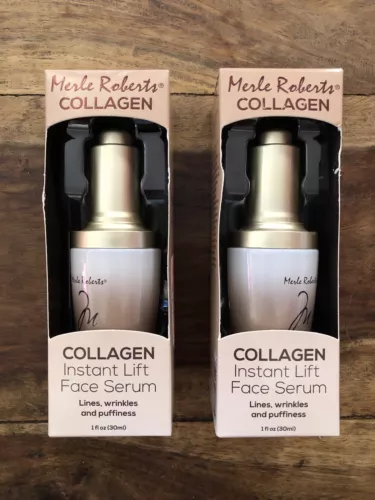 Merle Roberts®
COLLAGEN
Merle Roberts®
M
COLLAGEN
Instant Lift
Face Serum
Lines, wrinkles
and puffiness
1 fl oz (30ml)
Merle Roberts®
COLLAGEN
Merle Roberts
M
COLLAGEN
Instant Lift
Face Serum
Lines, wrinkles
and puffiness
1 fl oz (30ml)